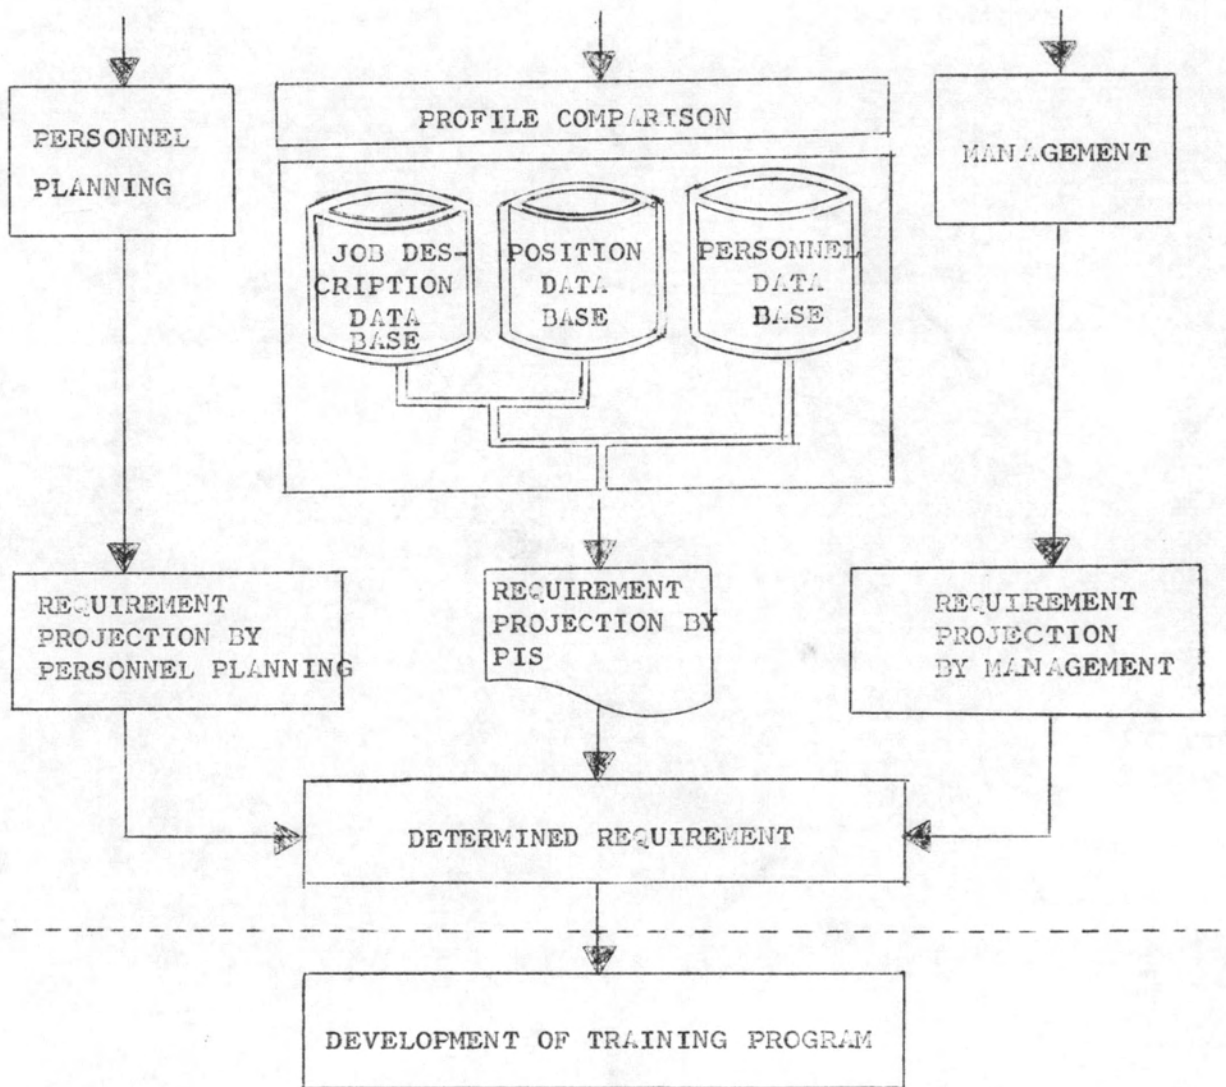 PERSONNEL
PLANNING
PROFILE COMPARISON
MANAGEMENT
JOB DES-
CRIPTION
DATA
BASE
POSITION
DATA
BASE
PERSONNEL
DATA
BASE
REQUIREMENT
PROJECTION BY
PERSONNEL PLANNING
REQUIREMENT
PROJECTION BY
PIS
REQUIREMENT
PROJECTION
BY MANAGEMENT
DETERMINED REQUIREMENT
DEVELOPMENT OF TRAINING PROGRAM